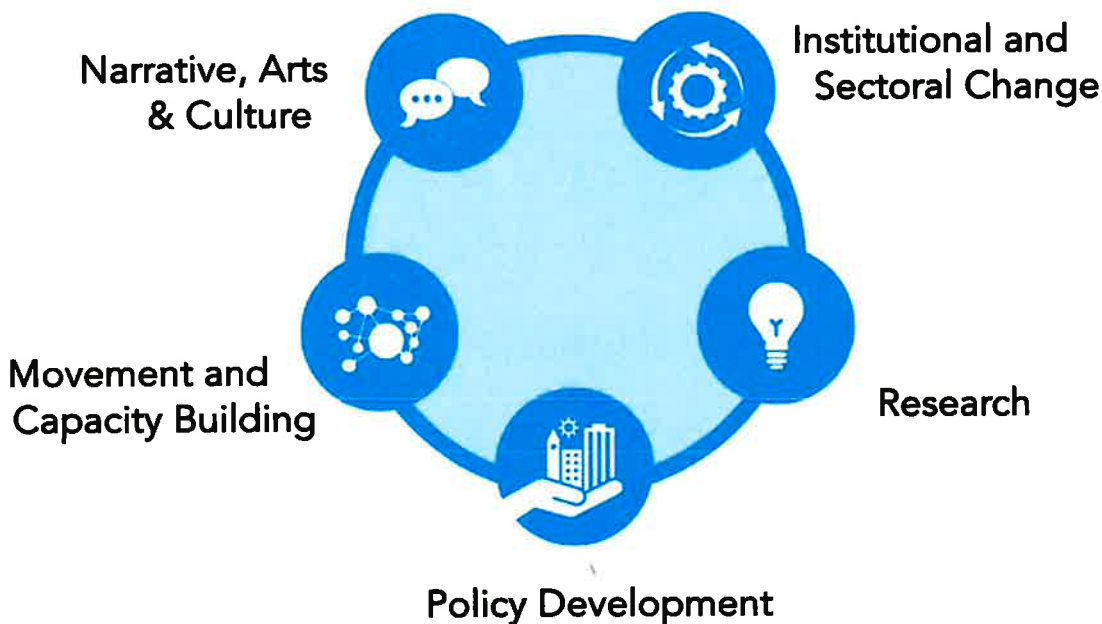 Narrative, Arts
& Culture
Institutional and
Sectoral Change
Movement and
Capacity Building
Research
Policy Development